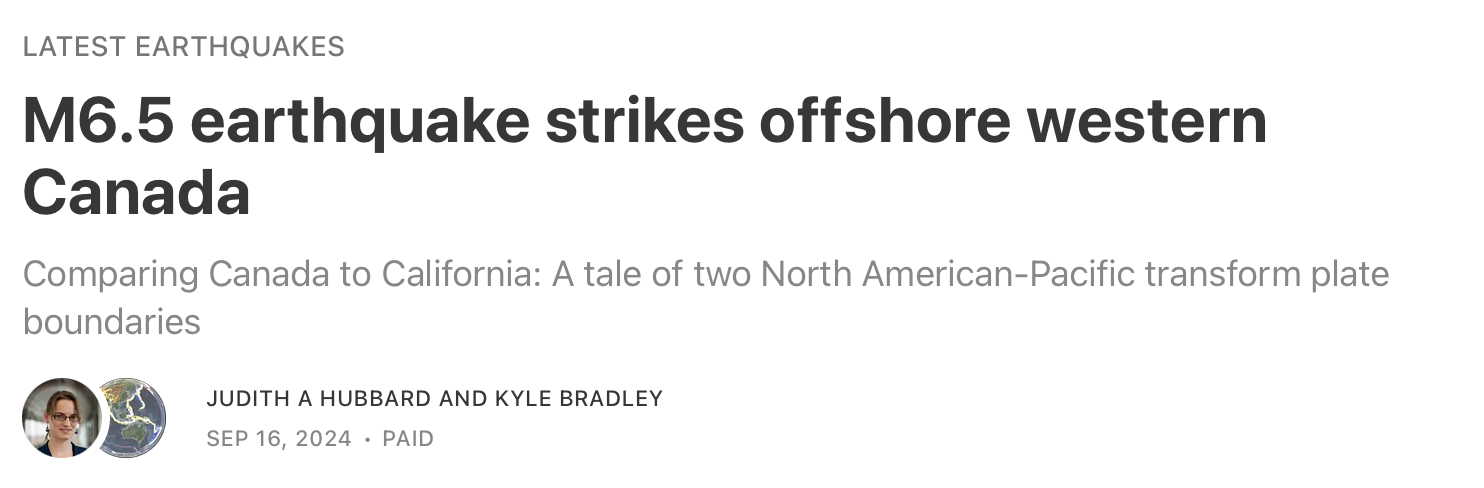 LATEST EARTHQUAKES
M6.5 earthquake strikes offshore western
Canada
Comparing Canada to California: A tale of two North American-Pacific transform plate
boundaries
JUDITH A HUBBARD AND KYLE BRADLEY
SEP 16, 2024 • PAID